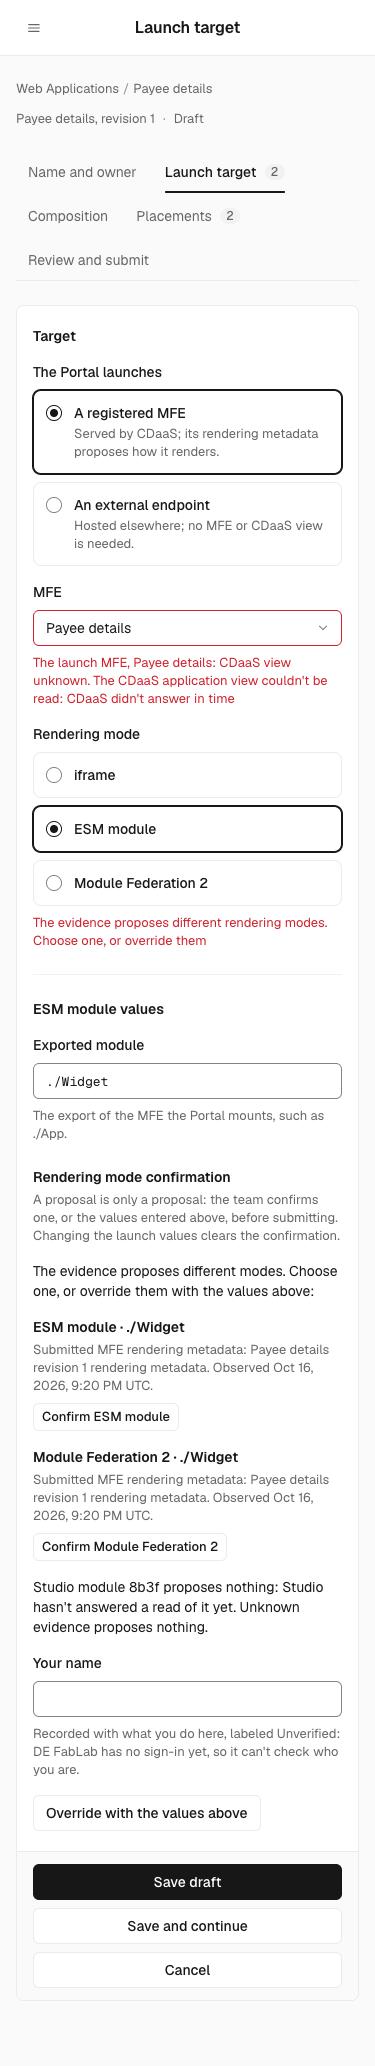 Launch target
Web Applications / Payee details
Payee details, revision 1 · Draft
Name and owner
Launch target 2
Composition
Placements 2
Review and submit
Target
The Portal launches
A registered MFE
Served by CDaaS; its rendering metadata
proposes how it renders.
An external endpoint
Hosted elsewhere; no MFE or CDaaS view
is needed.
MFE
Payee details
The launch MFE, Payee details: CDaaS view
unknown. The CDaaS application view couldn't be
read: CDaaS didn't answer in time
Rendering mode
iframe
ESM module
Module Federation 2
The evidence proposes different rendering modes.
Choose one, or override them
ESM module values
Exported module
./Widget
The export of the MFE the Portal mounts, such as
./App.
Rendering mode confirmation
A proposal is only a proposal: the team confirms
one, or the values entered above, before submitting.
Changing the launch values clears the confirmation.
The evidence proposes different modes. Choose
one, or override them with the values above:
ESM module · ./Widget
Submitted MFE rendering metadata: Payee details
revision 1 rendering metadata. Observed Oct 16,
2026, 9:20 PM UTC.
Confirm ESM module
Module Federation 2 · ./Widget
Submitted MFE rendering metadata: Payee details
revision 1 rendering metadata. Observed Oct 16,
2026, 9:20 PM UTC.
Confirm Module Federation 2
Studio module 8b3f proposes nothing: Studio
hasn't answered a read of it yet. Unknown
evidence proposes nothing.
Your name
Recorded with what you do here, labeled Unverified:
DE FabLab has no sign-in yet, so it can't check who
you are.
Override with the values above
Save draft
Save and continue
Cancel